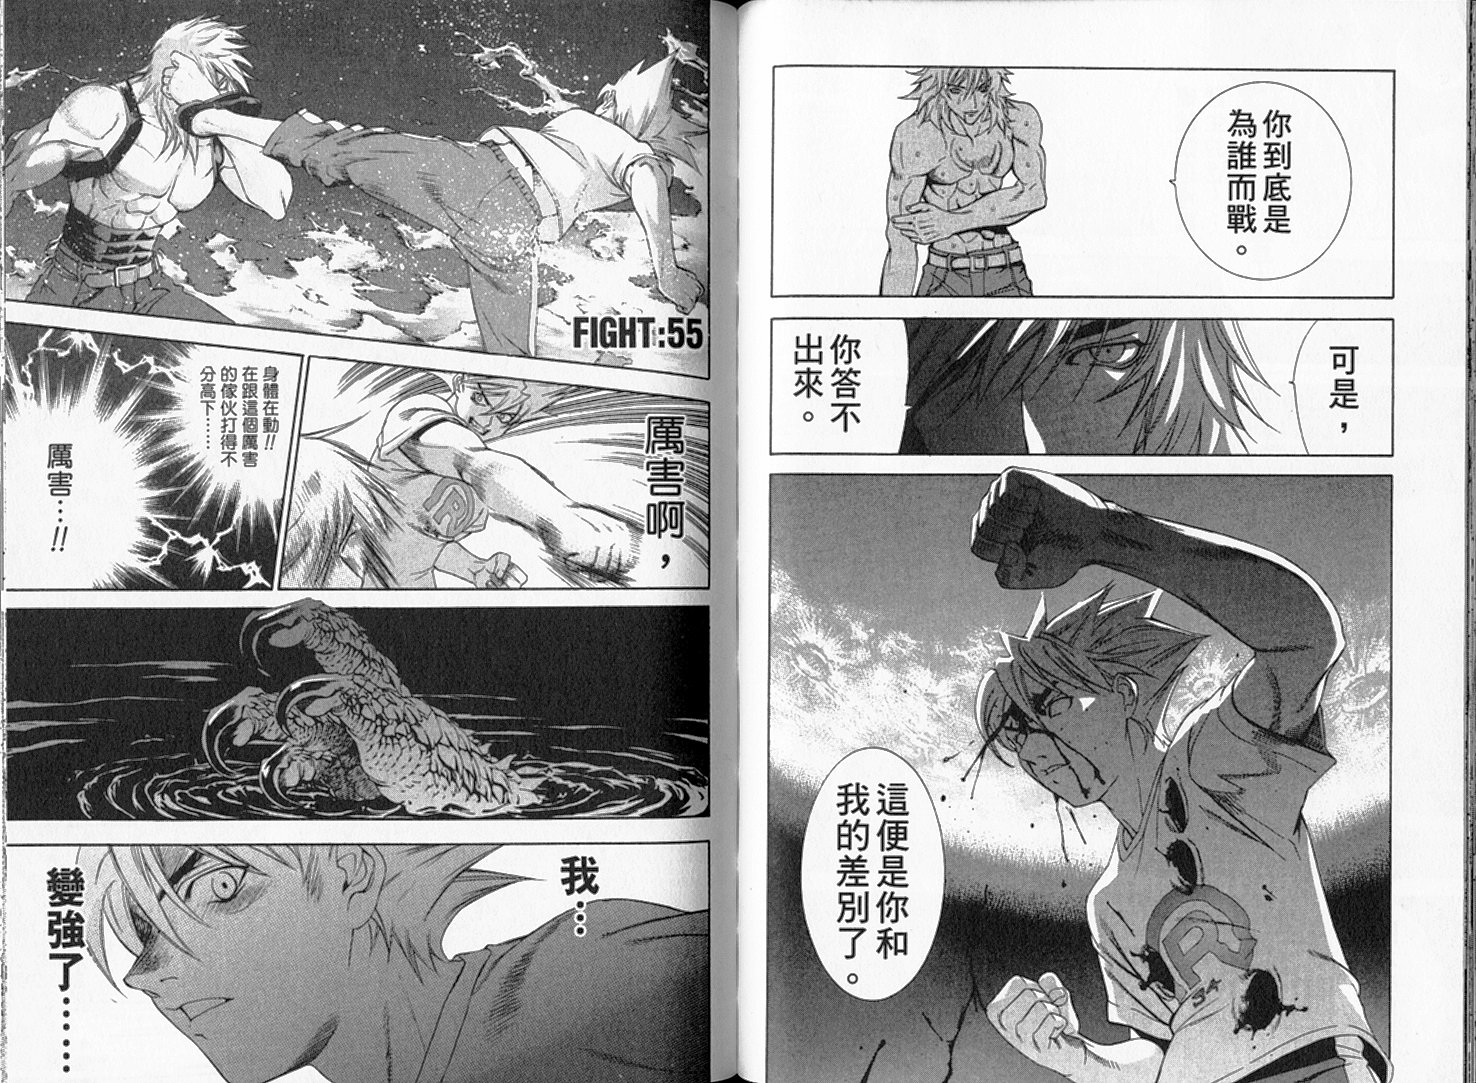 你到底是
為誰而戰。
可是，
你答不
出來。
這便是你和
我的差別了。
R
34
FIGHT:55
厲害啊，
身體在動!!
在跟這個厲害
的傢伙打得不
分高下……
厲害…!!
R
我…
變強了……